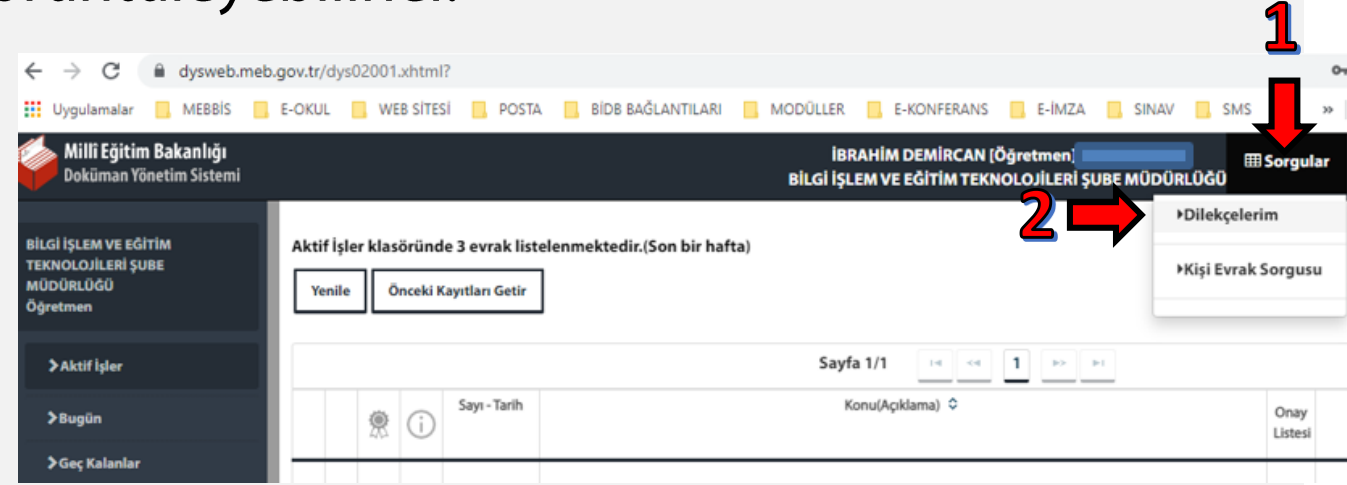 1
dysweb.meb.gov.tr/dys02001.xhtml?
Uygulamalar MEBBİS E-OKUL WEB SİTESİ POSTA BİDB BAĞLANTILARI MODÜLLER E-KONFERANS E-İMZA SINAV SMS »
Milli Eğitim Bakanlığı
Doküman Yönetim Sistemi
İBRAHİM DEMİRCAN [Öğretmen]
BİLGİ İŞLEM VE EĞİTİM TEKNOLOJİLERİ ŞUBE MÜDÜRLÜĞÜ
Sorgular
2
Dilekçelerim
Kişi Evrak Sorgusu
BİLGİ İŞLEM VE EĞİTİM
TEKNOLOJİLERİ ŞUBE
MÜDÜRLÜĞÜ
Öğretmen
Aktif İşler
Bugün
Geç Kalanlar
Aktif İşler klasöründe 3 evrak listelenmektedir.(Son bir hafta)
Yenile Önceki Kayıtları Getir
Sayfa 1/1 1
Sayı - Tarih Konu(Açıklama) Onay
Listesi